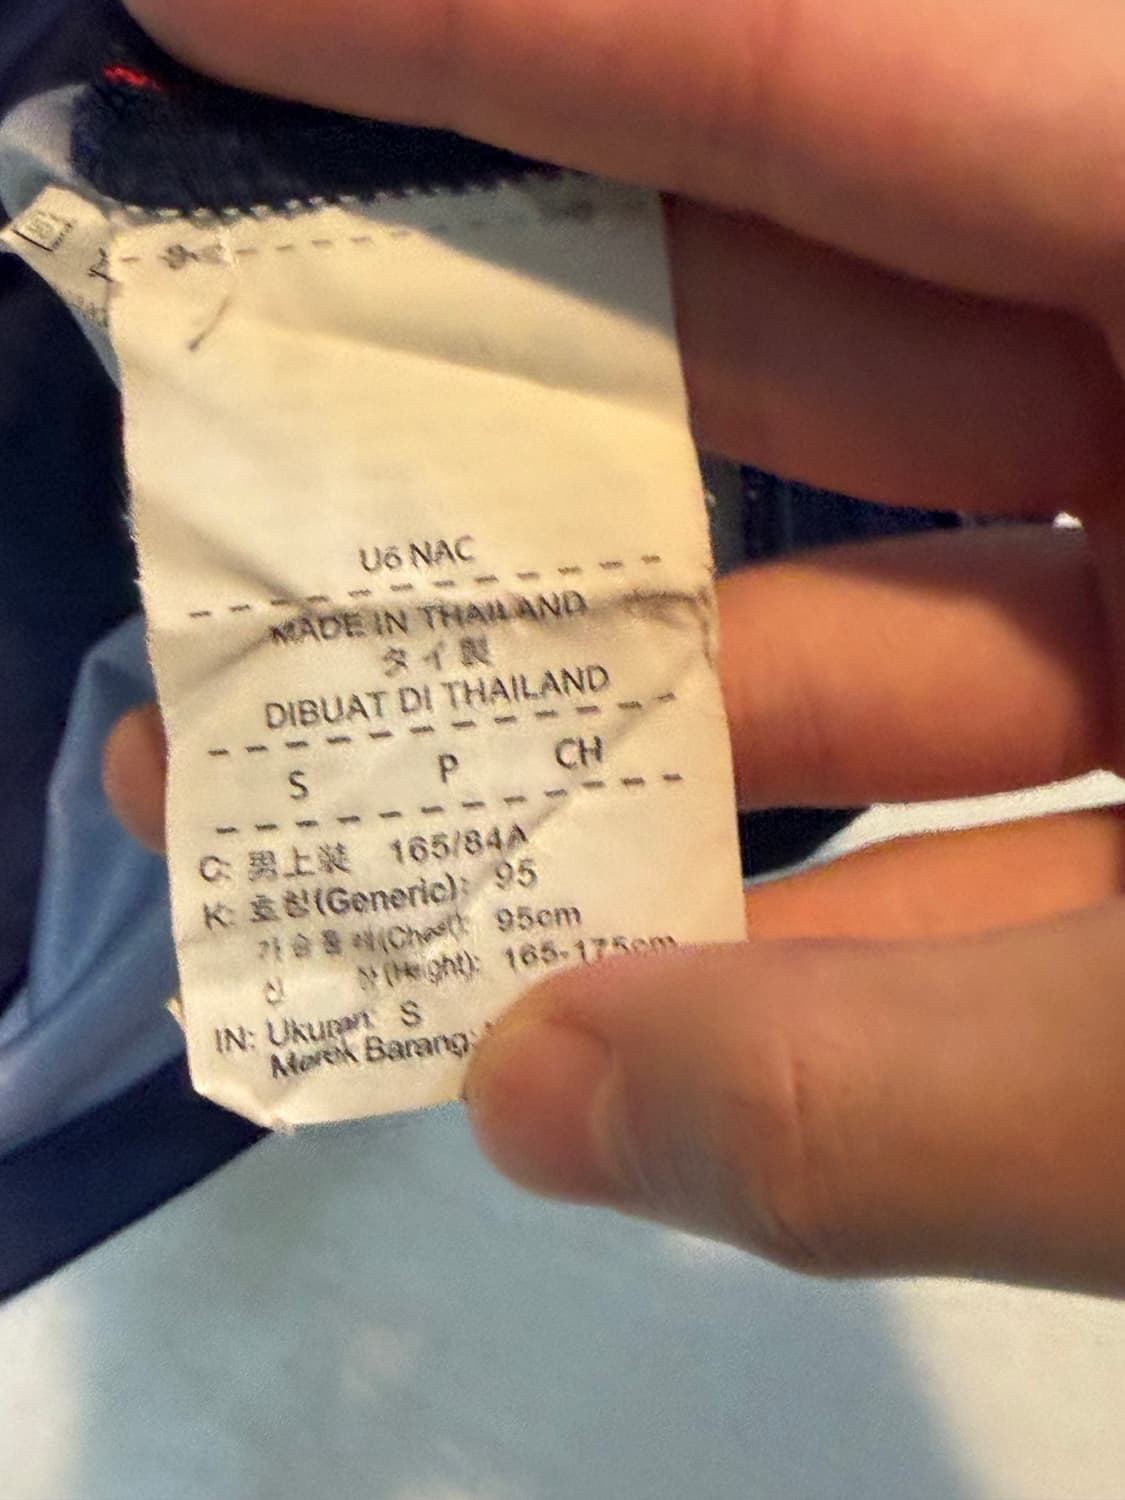 U6 NAC
MADE IN THAILAND
タイ製
DIBUAT DI THAILAND
S P CH
C: 男上装 165/84A
K: 호칭(Generic): 95
가슴둘레(Chest): 95cm
신 장(Height): 165-175cm
IN: Ukuran: S
Merek Barang: